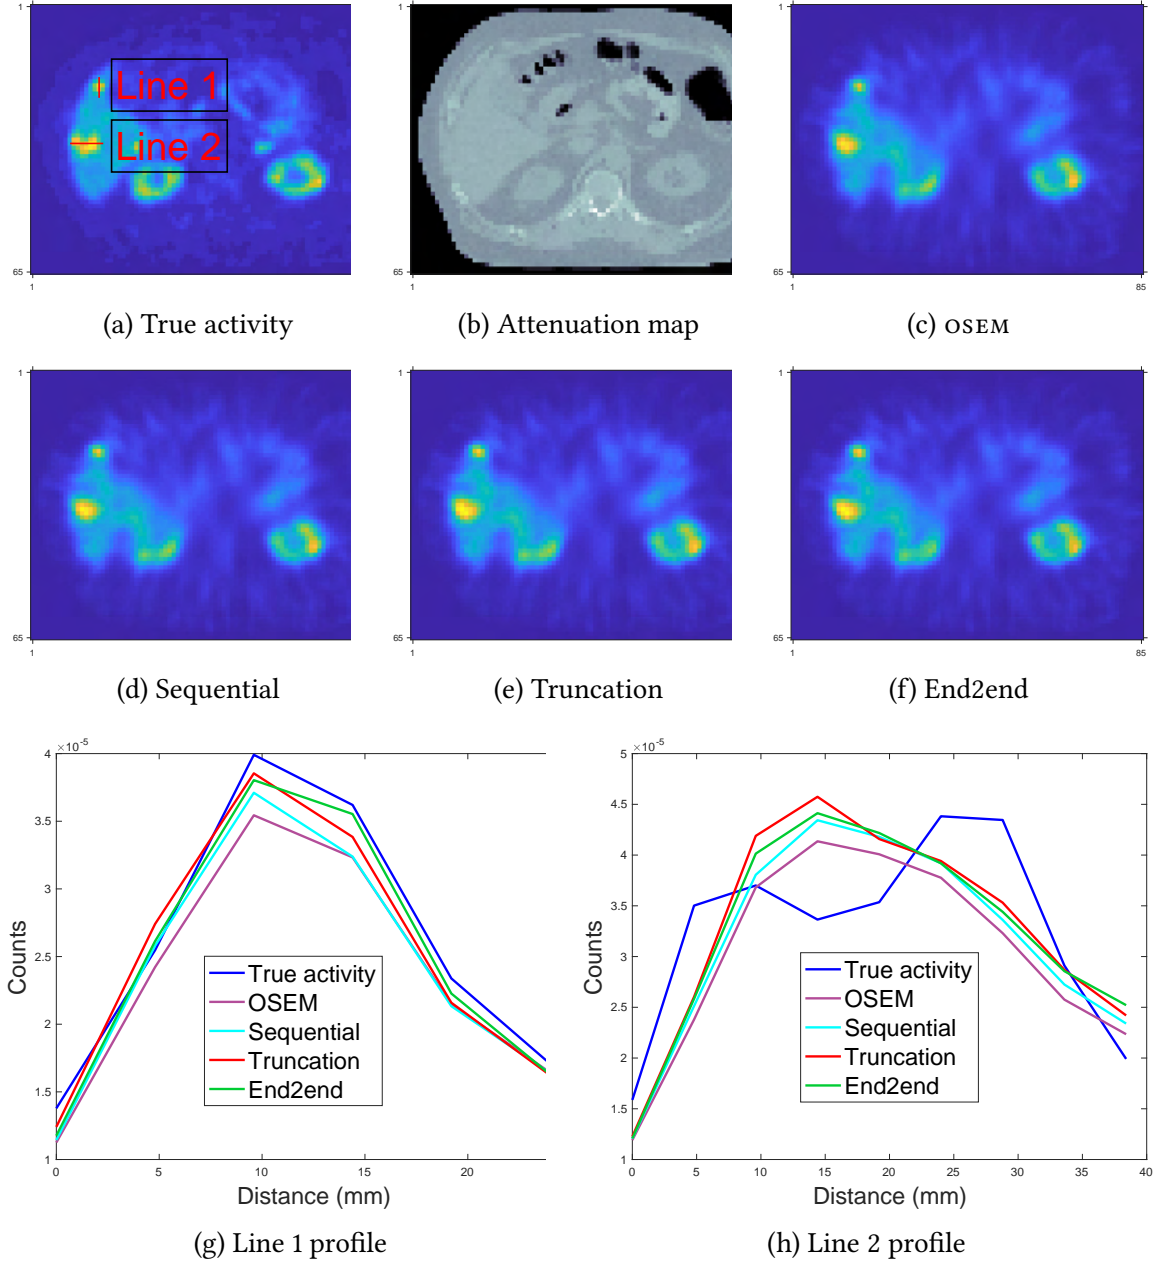 1
Line 1
Line 2
65
1
(a) True activity
1
65
1
(b) Attenuation map
1
65
1
85
(c) OSEM
1
65
1
(d) Sequential
1
65
1
(e) Truncation
1
65
1
85
(f) End2end
×10-5
4
3.5
3
2.5
2
1.5
1
0
5
10
15
20
Counts
Distance (mm)
True activity
OSEM
Sequential
Truncation
End2end
(g) Line 1 profile
×10-5
5
4.5
4
3.5
3
2.5
2
1.5
1
0
5
10
15
20
25
30
35
40
Counts
Distance (mm)
True activity
OSEM
Sequential
Truncation
End2end
(h) Line 2 profile